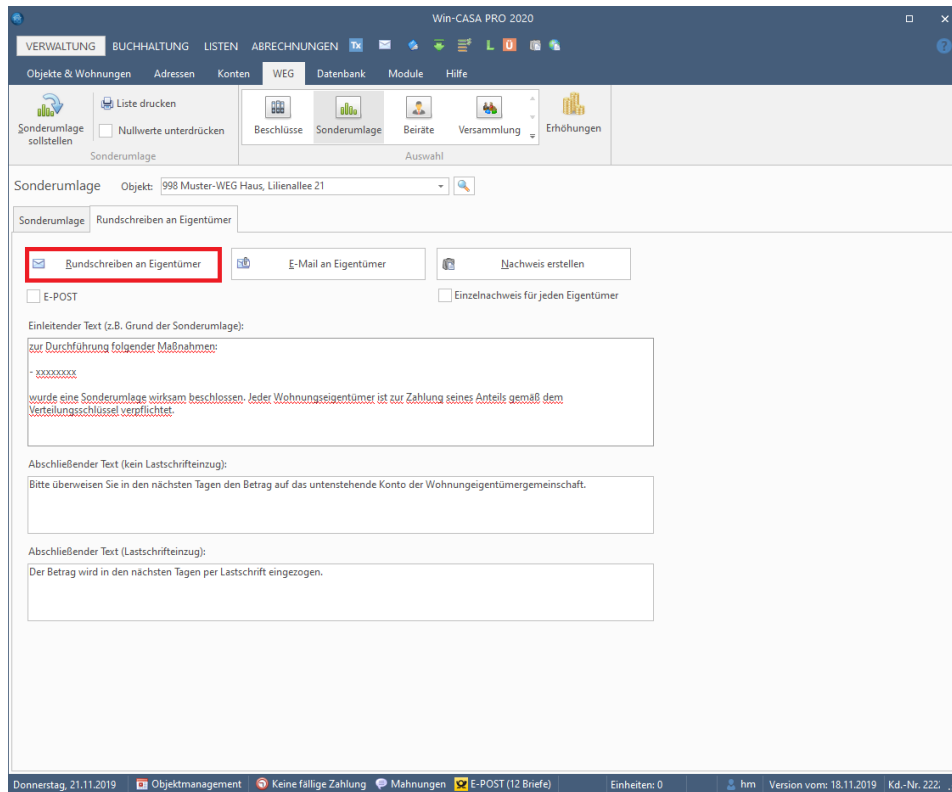 Win-CASA PRO 2020
VERWALTUNG BUCHHALTUNG LISTEN ABRECHNUNGEN TX L 0
Objekte & Wohnungen Adressen Konten WEG Datenbank Module Hilfe
Sonderumlage sollstellen
Liste drucken
Nullwerte unterdrücken
Sonderumlage
Beschlüsse Sonderumlage Beiräte Versammlung
Auswahl
Erhöhungen
Sonderumlage Objekt: 998 Muster-WEG Haus, Lilienallee 21
Sonderumlage Rundschreiben an Eigentümer
Rundschreiben an Eigentümer E-Mail an Eigentümer Nachweis erstellen
E-POST Einzelnachweis für jeden Eigentümer
Einleitender Text (z.B. Grund der Sonderumlage):
zur Durchführung folgender Maßnahmen:
- xxxxxxxx
wurde eine Sonderumlage wirksam beschlossen. Jeder Wohnungseigentümer ist zur Zahlung seines Anteils gemäß dem
Verteilungsschlüssel verpflichtet.
Abschließender Text (kein Lastschrifteinzug):
Bitte überweisen Sie in den nächsten Tagen den Betrag auf das untenstehende Konto der Wohnungeigentümergemeinschaft.
Abschließender Text (Lastschrifteinzug):
Der Betrag wird in den nächsten Tagen per Lastschrift eingezogen.
Donnerstag, 21.11.2019 Objektmanagement Keine fällige Zahlung Mahnungen E-POST (12 Briefe) Einheiten: 0 hm Version vom: 18.11.2019 Kd.-Nr. 222